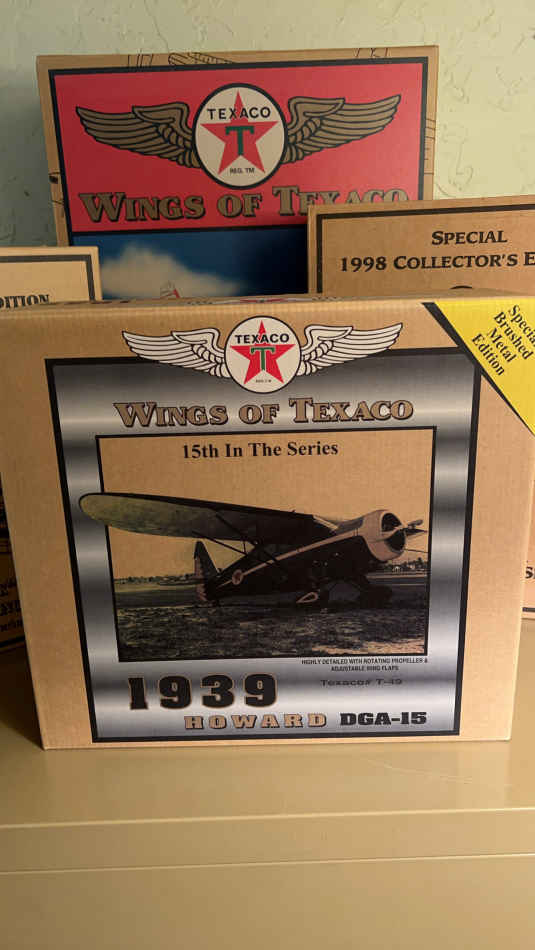 TEXACO
T
REG. TM.
WINGS OF TEXACO
SPECIAL
1998 COLLECTOR'S E
DITION
Special
Brushed
Metal
Edition
TEXACO
T
REG. T.M.
WINGS OF TEXACO
15th In The Series
HIGHLY DETAILED WITH ROTATING PROPELLER &
ADJUSTABLE WING FLAPS
Texaco# T-49
1939
HOWARD DGA-15